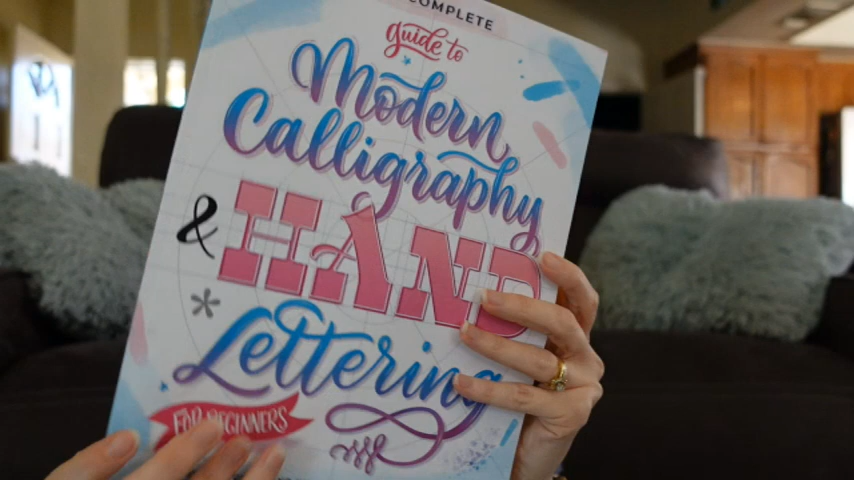 COMPLETE
guide to
Modern
Calligraphy
& HAND
Lettering
FOR BEGINNERS